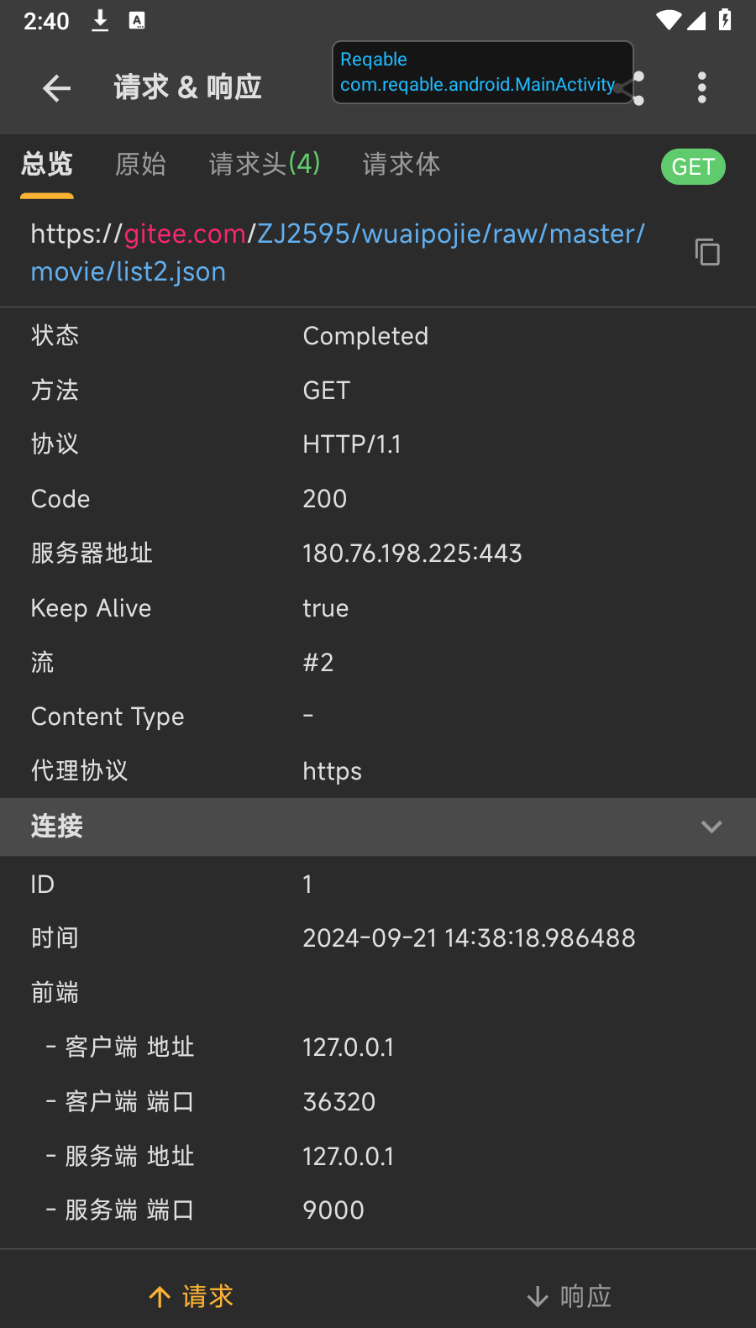 2:40
A
Reqable
com.reqable.android.MainActivity
请求 & 响应
总览 原始 请求头(4) 请求体 GET
https://gitee.com/ZJ2595/wuaipojie/raw/master/
movie/list2.json
状态 Completed
方法 GET
协议 HTTP/1.1
Code 200
服务器地址 180.76.198.225:443
Keep Alive true
流 #2
Content Type -
代理协议 https
连接
ID 1
时间 2024-09-21 14:38:18.986488
前端
- 客户端 地址 127.0.0.1
- 客户端 端口 36320
- 服务端 地址 127.0.0.1
- 服务端 端口 9000
请求 响应